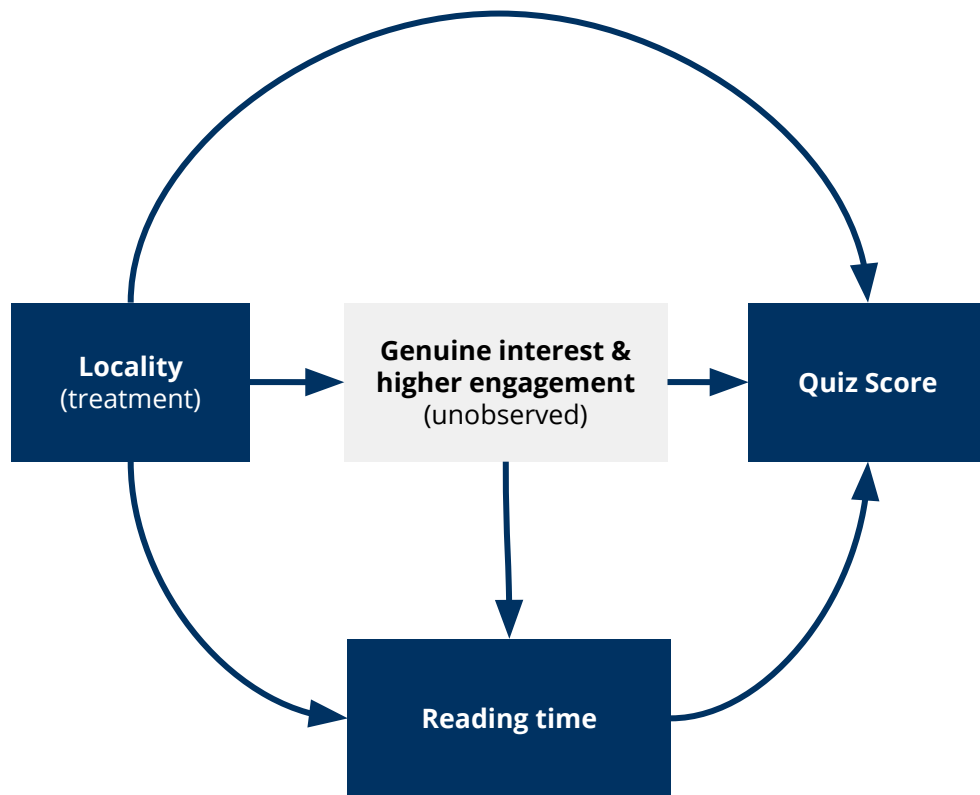 Locality
(treatment)
Genuine interest &
higher engagement
(unobserved)
Quiz Score
Reading time